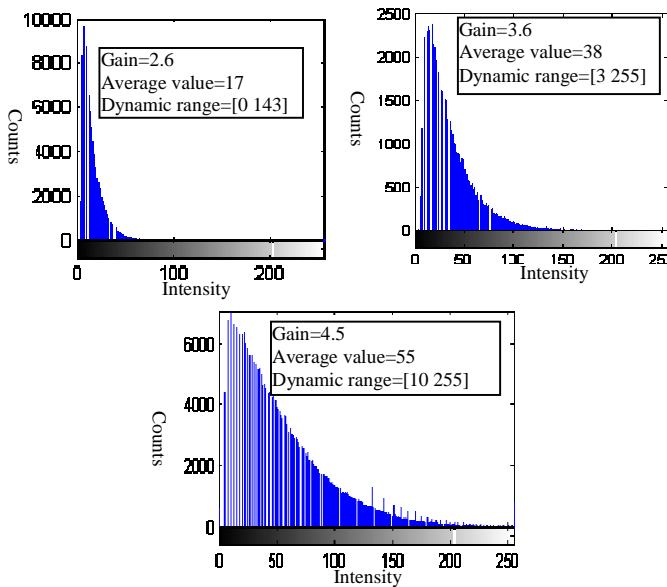 10000
8000
6000
4000
2000
0
Counts
Gain=2.6
Average value=17
Dynamic range=[0 143]
0 100 200
Intensity
2500
2000
1500
1000
500
0
Counts
Gain=3.6
Average value=38
Dynamic range=[3 255]
0 50 100 150 200 25
Intensity
6000
4000
2000
0
Counts
Gain=4.5
Average value=55
Dynamic range=[10 255]
0 50 100 150 200 250
Intensity